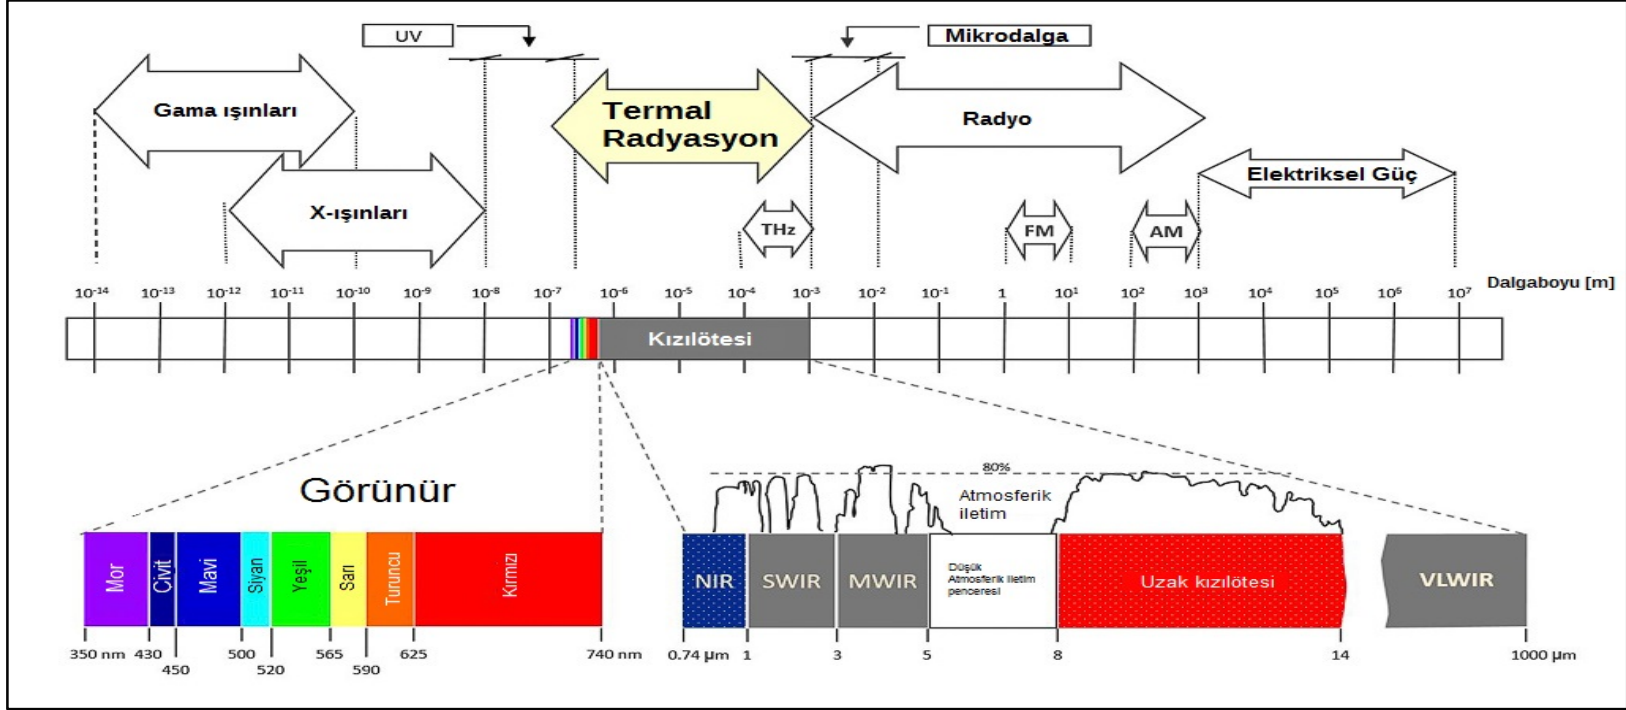 UV
Mikrodalga
Gama ışınları
Termal
Radyasyon
Radyo
X-ışınları
Elektriksel Güç
THz
FM
AM
10-14 10-13 10-12 10-11 10-10 10-9 10-8 10-7 10-6 10-5 10-4 10-3 10-2 10-1 1 10¹ 10² 10³ 10⁴ 10⁵ 10⁶ 10⁷ Dalgaboyu [m]
Kızılötesi
Görünür
Mor
Civit
Mavi
Siyan
Yeşil
Sarı
Turuncu
Kırmızı
350 nm 430 450 500 520 565 590 625 740 nm
80%
Atmosferik
iletim
NIR
SWIR
MWIR
Düşük
Atmosferik iletim
penceresi
Uzak kızılötesi
VLWIR
0.74 µm 1 3 5 8 14 1000 µm